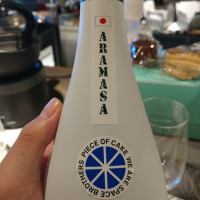 ARAMASA
PIECE OF CAKE WE ARE SPACE BROTHERS